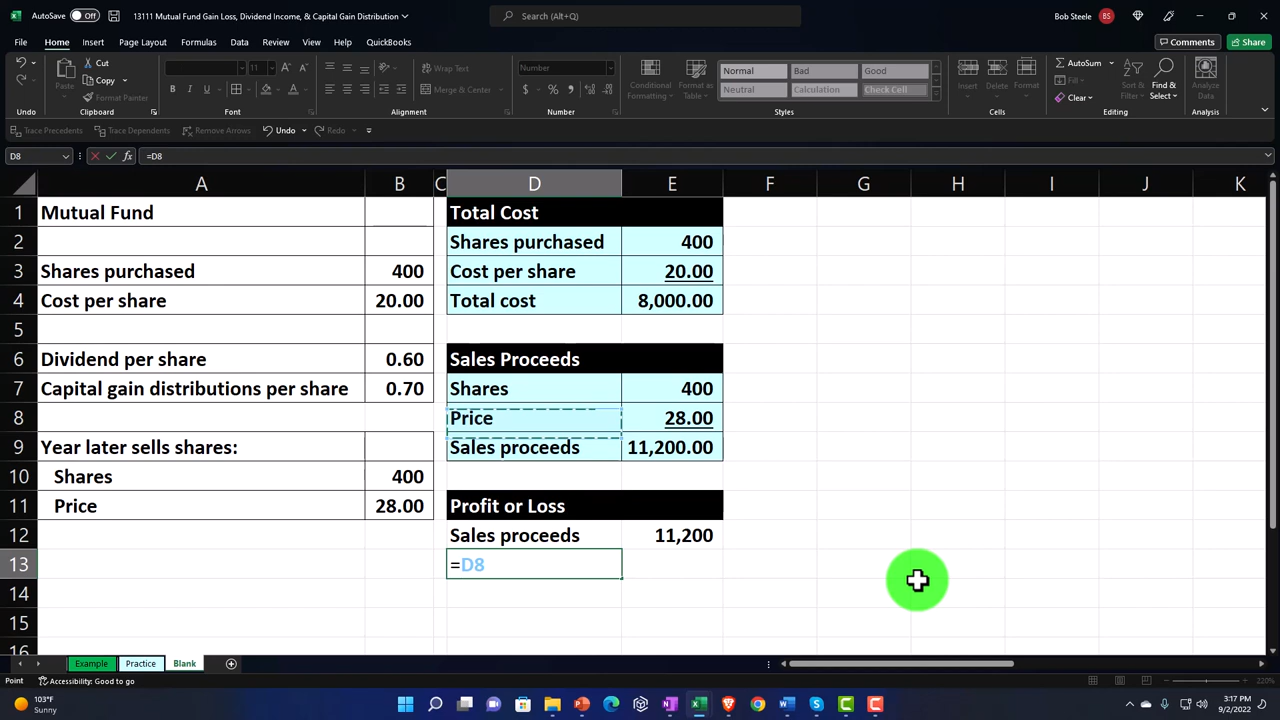 AutoSave Off 13111 Mutual Fund Gain Loss, Dividend Income, & Capital Gain Distribution Search (Alt+Q) Bob Steele BS
File Home Insert Page Layout Formulas Data Review View Help QuickBooks Comments Share
Cut
Copy
Format Painter
Paste
11
Wrap Text
Merge & Center
Number
Conditional Formatting
Format as Table
Normal Bad Good
Neutral Calculation Check Cell
Insert Delete Format
AutoSum
Fill
Clear
Sort & Filter
Find & Select
Analyze Data
Undo Clipboard Font Alignment Number Styles Cells Editing Analysis
Trace Precedents Trace Dependents Remove Arrows Undo Redo
D8 =D8
A B C D E F G H I J K
1 Mutual Fund Total Cost
2 Shares purchased 400
3 Shares purchased 400 Cost per share 20.00
4 Cost per share 20.00 Total cost 8,000.00
5
6 Dividend per share 0.60 Sales Proceeds
7 Capital gain distributions per share 0.70 Shares 400
8 Price 28.00
9 Year later sells shares: Sales proceeds 11,200.00
10 Shares 400
11 Price 28.00 Profit or Loss
12 Sales proceeds 11,200
13 =D8
14
15
16
Example Practice Blank
Point Accessibility: Good to go 220%
103°F
Sunny
3:17 PM
9/2/2022